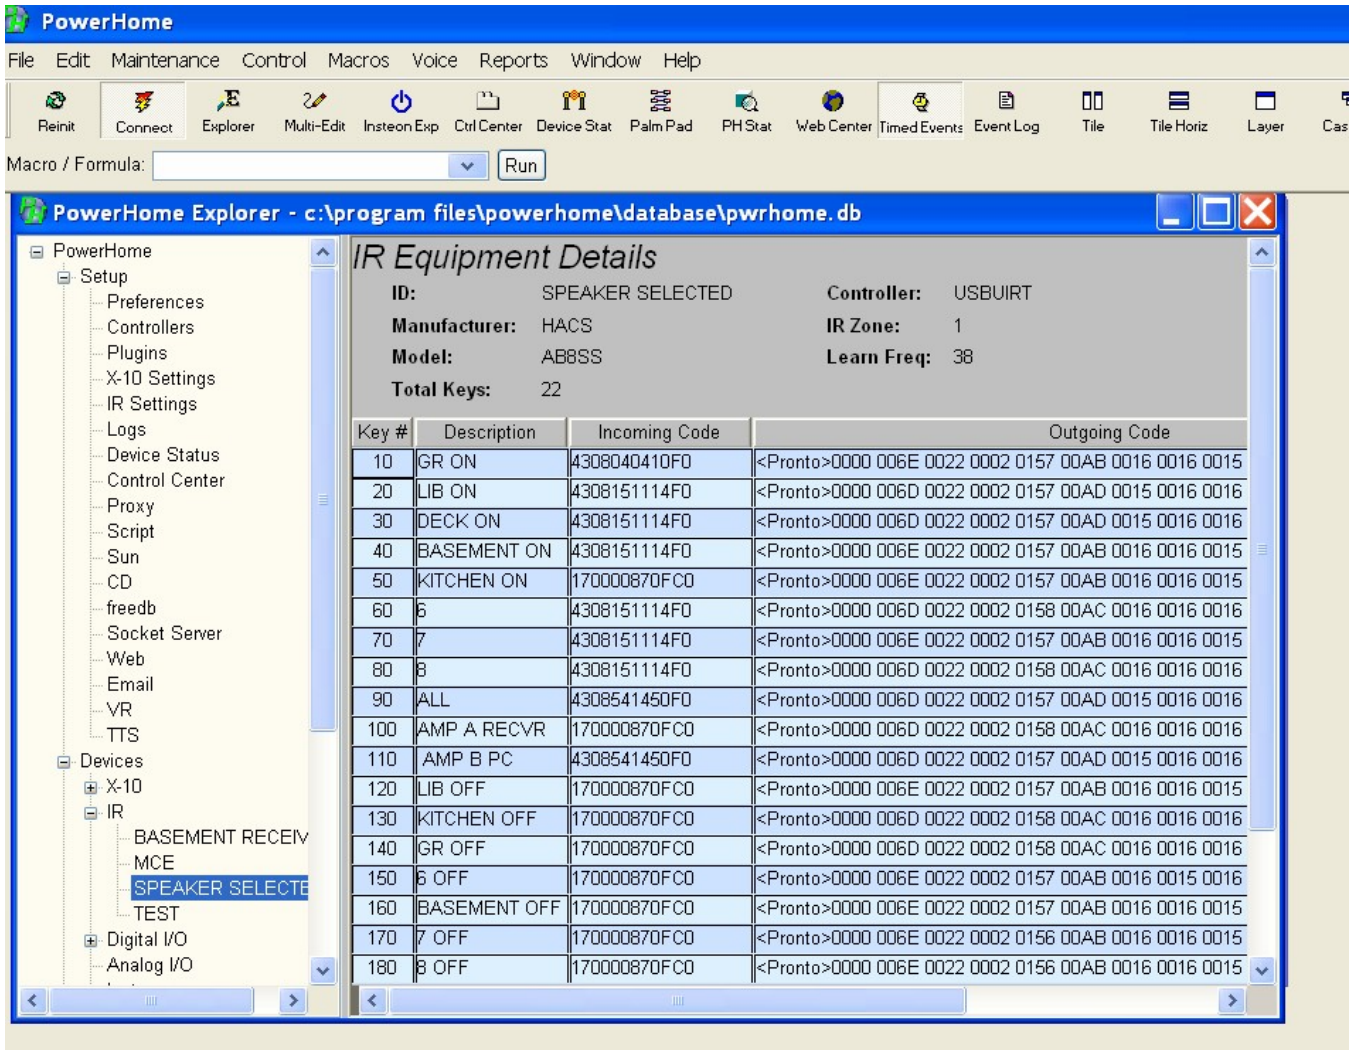 PowerHome
File Edit Maintenance Control Macros Voice Reports Window Help
Reinit Connect Explorer Multi-Edit Insteon Exp Ctrl Center Device Stat Palm Pad PH Stat Web Center Timed Events Event Log Tile Tile Horiz Layer Cas
Macro / Formula: Run
PowerHome Explorer - c:\program files\powerhome\database\pwrhome.db
PowerHome
Setup
Preferences
Controllers
Plugins
X-10 Settings
IR Settings
Logs
Device Status
Control Center
Proxy
Script
Sun
CD
freedb
Socket Server
Web
Email
VR
TTS
Devices
X-10
IR
BASEMENT RECEIV
MCE
SPEAKER SELECTE
TEST
Digital I/O
Analog I/O
IR Equipment Details
ID: SPEAKER SELECTED Controller: USBUIRT
Manufacturer: HACS IR Zone: 1
Model: AB8SS Learn Freq: 38
Total Keys: 22
Key # Description Incoming Code Outgoing Code
10 GR ON 4308040410F0 <Pronto>0000 006E 0022 0002 0157 00AB 0016 0016 0015
20 LIB ON 4308151114F0 <Pronto>0000 006D 0022 0002 0157 00AD 0015 0016 0016
30 DECK ON 4308151114F0 <Pronto>0000 006D 0022 0002 0157 00AD 0015 0016 0016
40 BASEMENT ON 4308151114F0 <Pronto>0000 006E 0022 0002 0157 00AB 0016 0016 0015
50 KITCHEN ON 170000870FC0 <Pronto>0000 006E 0022 0002 0157 00AB 0016 0016 0015
60 6 4308151114F0 <Pronto>0000 006D 0022 0002 0158 00AC 0016 0016 0016
70 7 4308151114F0 <Pronto>0000 006E 0022 0002 0157 00AB 0016 0016 0015
80 8 4308151114F0 <Pronto>0000 006D 0022 0002 0158 00AC 0016 0016 0016
90 ALL 4308541450F0 <Pronto>0000 006D 0022 0002 0157 00AD 0015 0016 0016
100 AMP A RECVR 170000870FC0 <Pronto>0000 006D 0022 0002 0158 00AC 0016 0016 0016
110 AMP B PC 4308541450F0 <Pronto>0000 006D 0022 0002 0157 00AD 0015 0016 0016
120 LIB OFF 170000870FC0 <Pronto>0000 006E 0022 0002 0157 00AB 0016 0016 0015
130 KITCHEN OFF 170000870FC0 <Pronto>0000 006D 0022 0002 0158 00AC 0016 0016 0016
140 GR OFF 170000870FC0 <Pronto>0000 006D 0022 0002 0158 00AC 0016 0016 0016
150 6 OFF 170000870FC0 <Pronto>0000 006E 0022 0002 0157 00AB 0016 0015 0016
160 BASEMENT OFF 170000870FC0 <Pronto>0000 006E 0022 0002 0157 00AB 0016 0016 0015
170 7 OFF 170000870FC0 <Pronto>0000 006E 0022 0002 0156 00AB 0016 0016 0015
180 8 OFF 170000870FC0 <Pronto>0000 006E 0022 0002 0156 00AB 0016 0016 0015